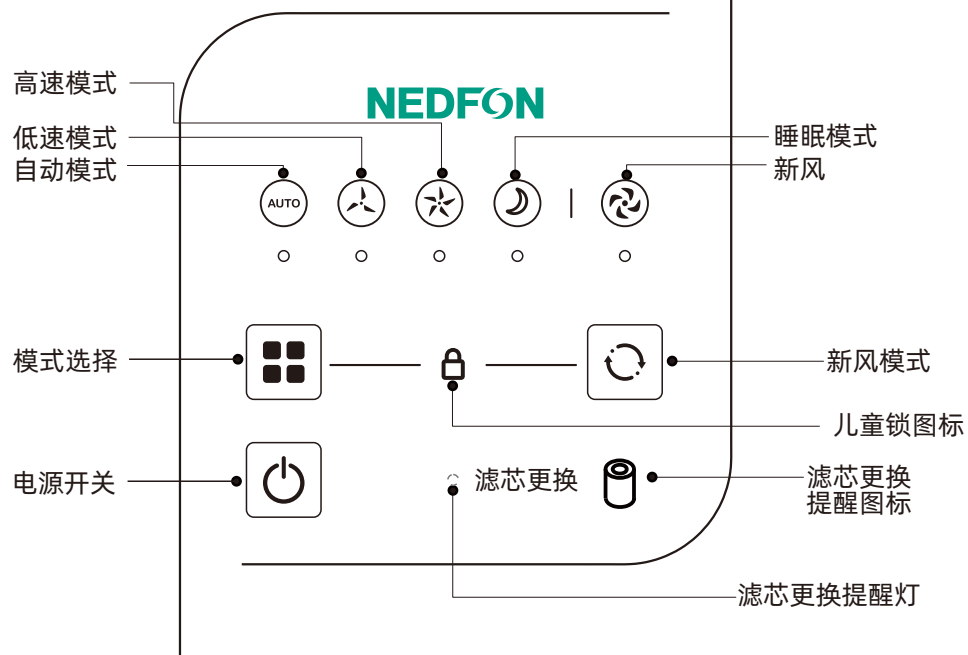 高速模式
NEDFON
低速模式
睡眠模式
自动模式
新风
AUTO
模式选择
新风模式
儿童锁图标
电源开关
滤芯更换
滤芯更换
提醒图标
滤芯更换提醒灯